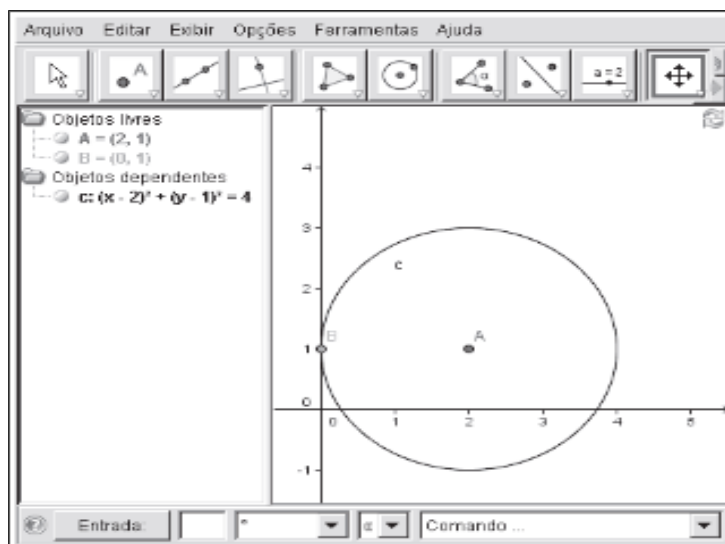 Arquivo Editar Exibir Opções Ferramentas Ajuda
A
α
a=2
Objetos livres
A = (2, 1)
B = (0, 1)
Objetos dependentes
c: (x - 2)² + (y - 1)² = 4
4
3
c
2
B
A
1
0
0 1 2 3 4 5
-1
Entrada: ° α Comando ...